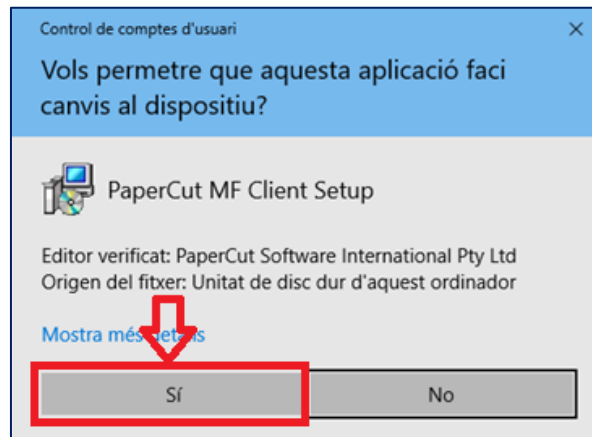 Control de comptes d'usuari
Vols permetre que aquesta aplicació faci
canvis al dispositiu?
PaperCut MF Client Setup
Editor verificat: PaperCut Software International Pty Ltd
Origen del fitxer: Unitat de disc dur d'aquest ordinador
Mostra més detalls
Sí
No